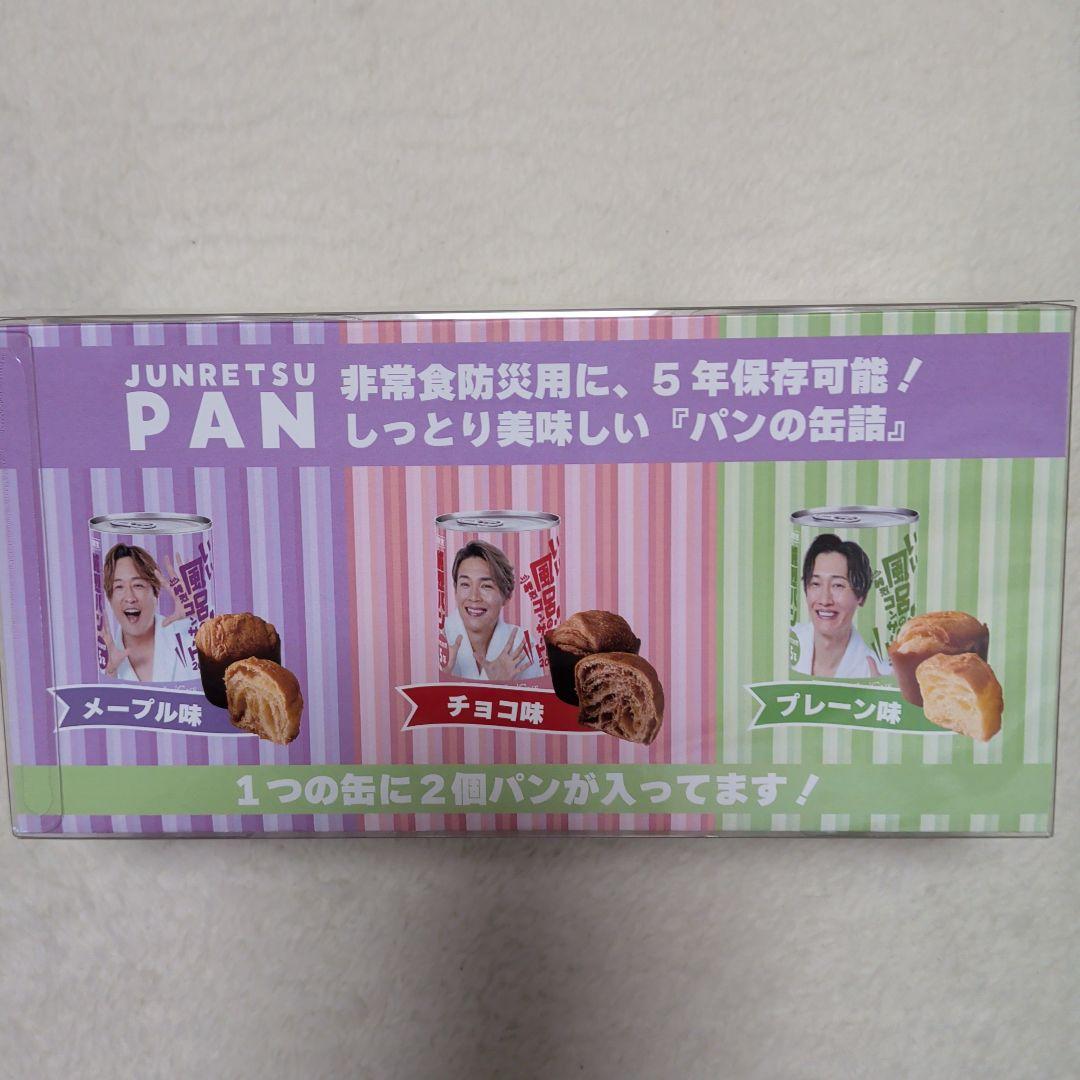 JUNRETSU
PAN
非常食防災用に、5年保存可能!
しっとり美味しい『パンの缶詰』
メープル味
チョコ味
プレーン味
1つの缶に2個パンが入ってます!